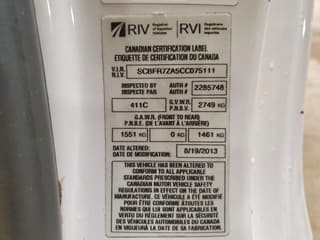 RIV Registrar of Imported Vehicles RVI Registraire des véhicules importés
CANADIAN CERTIFICATION LABEL
ETIQUETTE DE CERTIFICATION DU CANADA
V.I.N. SCBFR7ZA5CC075111
N.I.V.
INSPECTED BY AUTH # 2285748
INSPECTE PAR AUT #
411C G.V.W.R. 2749 KG
P.N.B.V.
G.A.W.R. (FRONT TO REAR)
P.N.B.E. (DE L'AVANT À L'ARRIÈRE)
1551 KG 0 KG 1461 KG
DATE ALTERED: 8/19/2013
DATE DE MODIFICATION:
THIS VEHICLE HAS BEEN ALTERED TO
CONFORM TO ALL APPLICABLE
STANDARDS PRESCRIBED UNDER THE
CANADIAN MOTOR VEHICLE SAFETY
REGULATIONS IN EFFECT ON THE DATE OF
MANUFACTURE. CE VÉHICULE A ÉTÉ MODIFIÉ
POUR ÊTRE CONFORME ÀTOUTES LES
NORMES QUI LUI SONT APPLICABLES EN
VERTU DU RÈGLEMENT SUR LA SÉCURITÉ
DES VÉHICULES AUTOMOBILES DU CANADA
EN VIGUEUR À LA DATE DE SA FABRICATION.